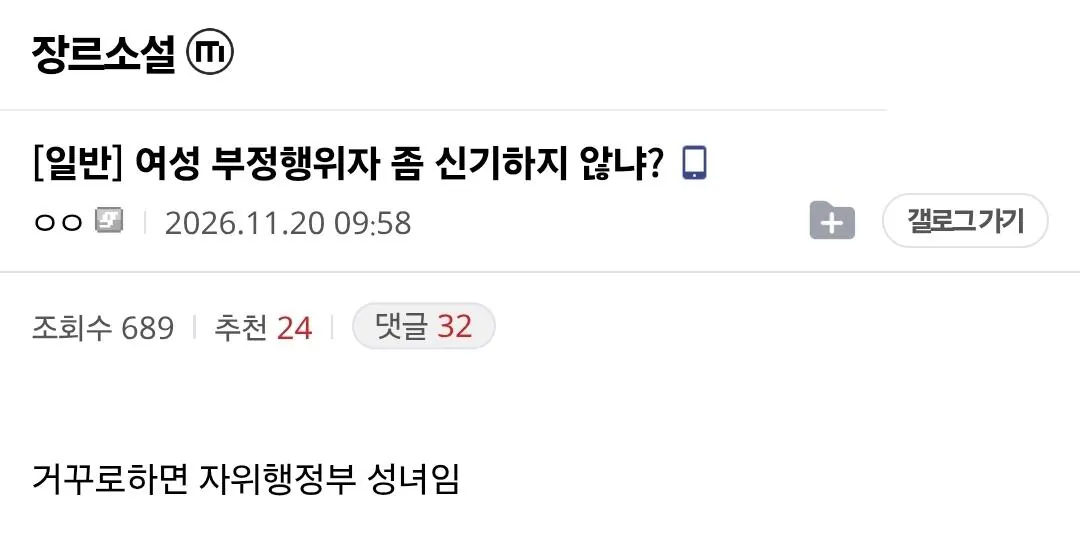 장르소설 ⓜ
[일반] 여성 부정행위자 좀 신기하지 않냐?
ㅇㅇ 2026.11.20 09:58 갤로그 가기
조회수 689 추천 24 댓글 32
거꾸로하면 자위행정부 성녀임